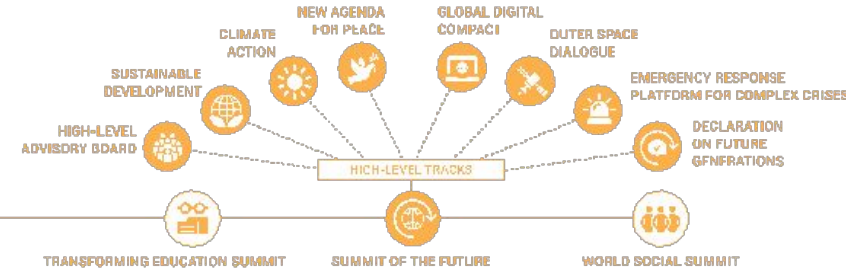 NEW AGENDA
FOR PEACE
GLOBAL DIGITAL
COMPACT
CLIMATE
ACTION
OUTER SPACE
DIALOGUE
SUSTAINABLE
DEVELOPMENT
EMERGENCY RESPONSE
PLATFORM FOR COMPLEX CRISES
HIGH-LEVEL
ADVISORY BOARD
DECLARATION
ON FUTURE
GENERATIONS
HIGH-LEVEL TRACKS
TRANSFORMING EDUCATION SUMMIT
SUMMIT OF THE FUTURE
WORLD SOCIAL SUMMIT